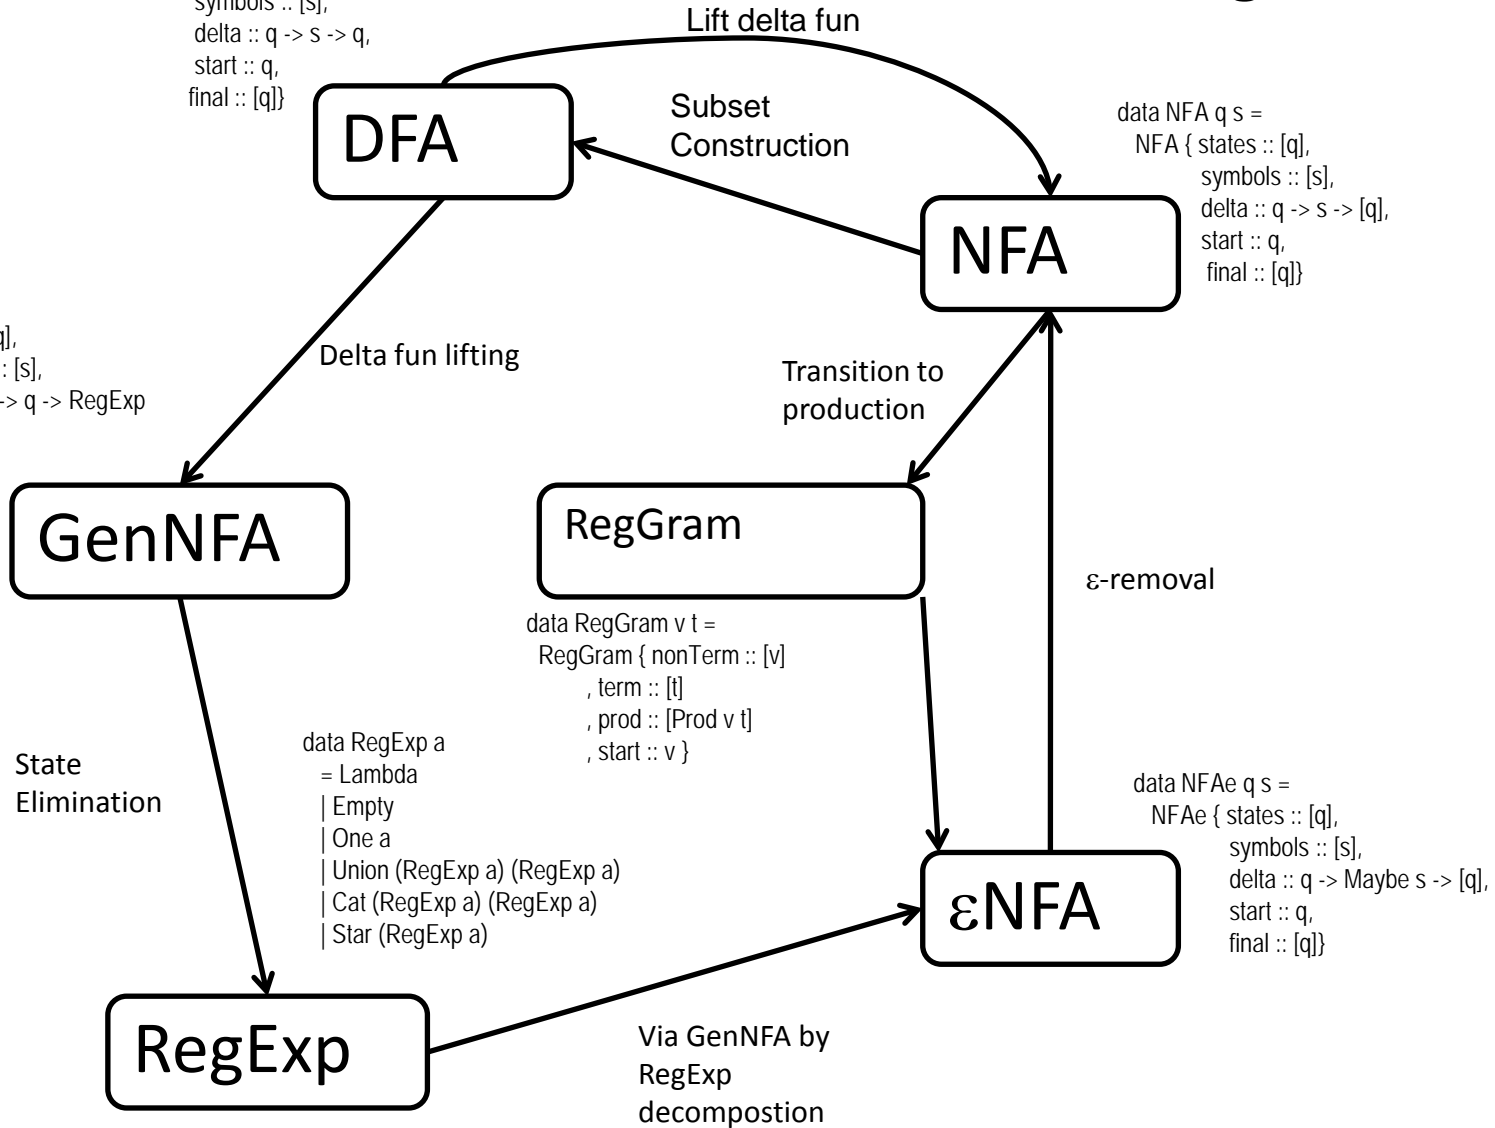 symbols :: [s],
delta :: q -> s -> q,
start :: q,
final :: [q]}
Lift delta fun
DFA
Subset
Construction
data NFA q s =
NFA { states :: [q],
symbols :: [s],
delta :: q -> s -> [q],
start :: q,
final :: [q]}
NFA
q],
: [s],
-> q -> RegExp
Delta fun lifting
Transition to
production
GenNFA
RegGram
ε-removal
data RegGram v t =
RegGram { nonTerm :: [v]
, term :: [t]
, prod :: [Prod v t]
, start :: v }
State
Elimination
data RegExp a
= Lambda
| Empty
| One a
| Union (RegExp a) (RegExp a)
| Cat (RegExp a) (RegExp a)
| Star (RegExp a)
data NFAe q s =
NFAe { states :: [q],
symbols :: [s],
delta :: q -> Maybe s -> [q],
start :: q,
final :: [q]}
εNFA
RegExp
Via GenNFA by
RegExp
decompostion